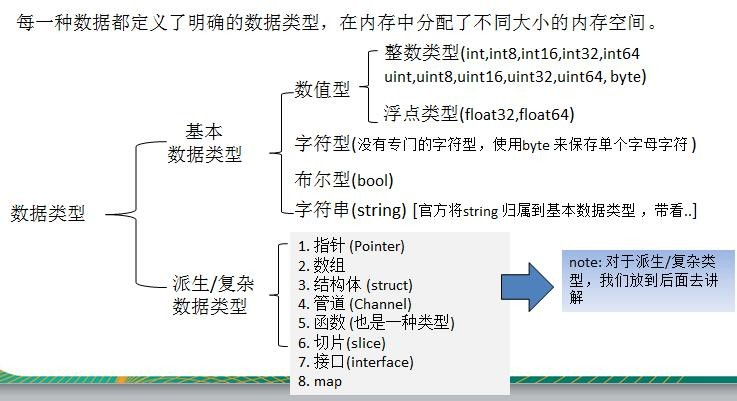 每一种数据都定义了明确的数据类型，在内存中分配了不同大小的内存空间。
整数类型(int,int8,int16,int32,int64
uint,uint8,uint16,uint32,uint64, byte)
数值型
浮点类型(float32,float64)
基本
数据类型
字符型(没有专门的字符型，使用byte 来保存单个字母字符 )
布尔型(bool)
字符串(string) [官方将string 归属到基本数据类型 ，带看..]
数据类型
派生/复杂
数据类型
1. 指针 (Pointer)
2. 数组
3. 结构体 (struct)
4. 管道 (Channel)
5. 函数 (也是一种类型)
6. 切片(slice)
7. 接口(interface)
8. map
note: 对于派生/复杂类
型，我们放到后面去讲
解